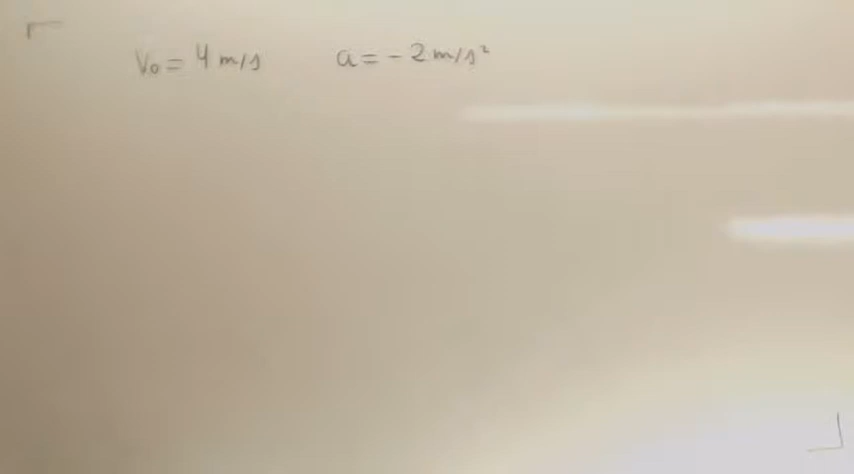 V₀ = 4 m/s a = - 2 m/s²